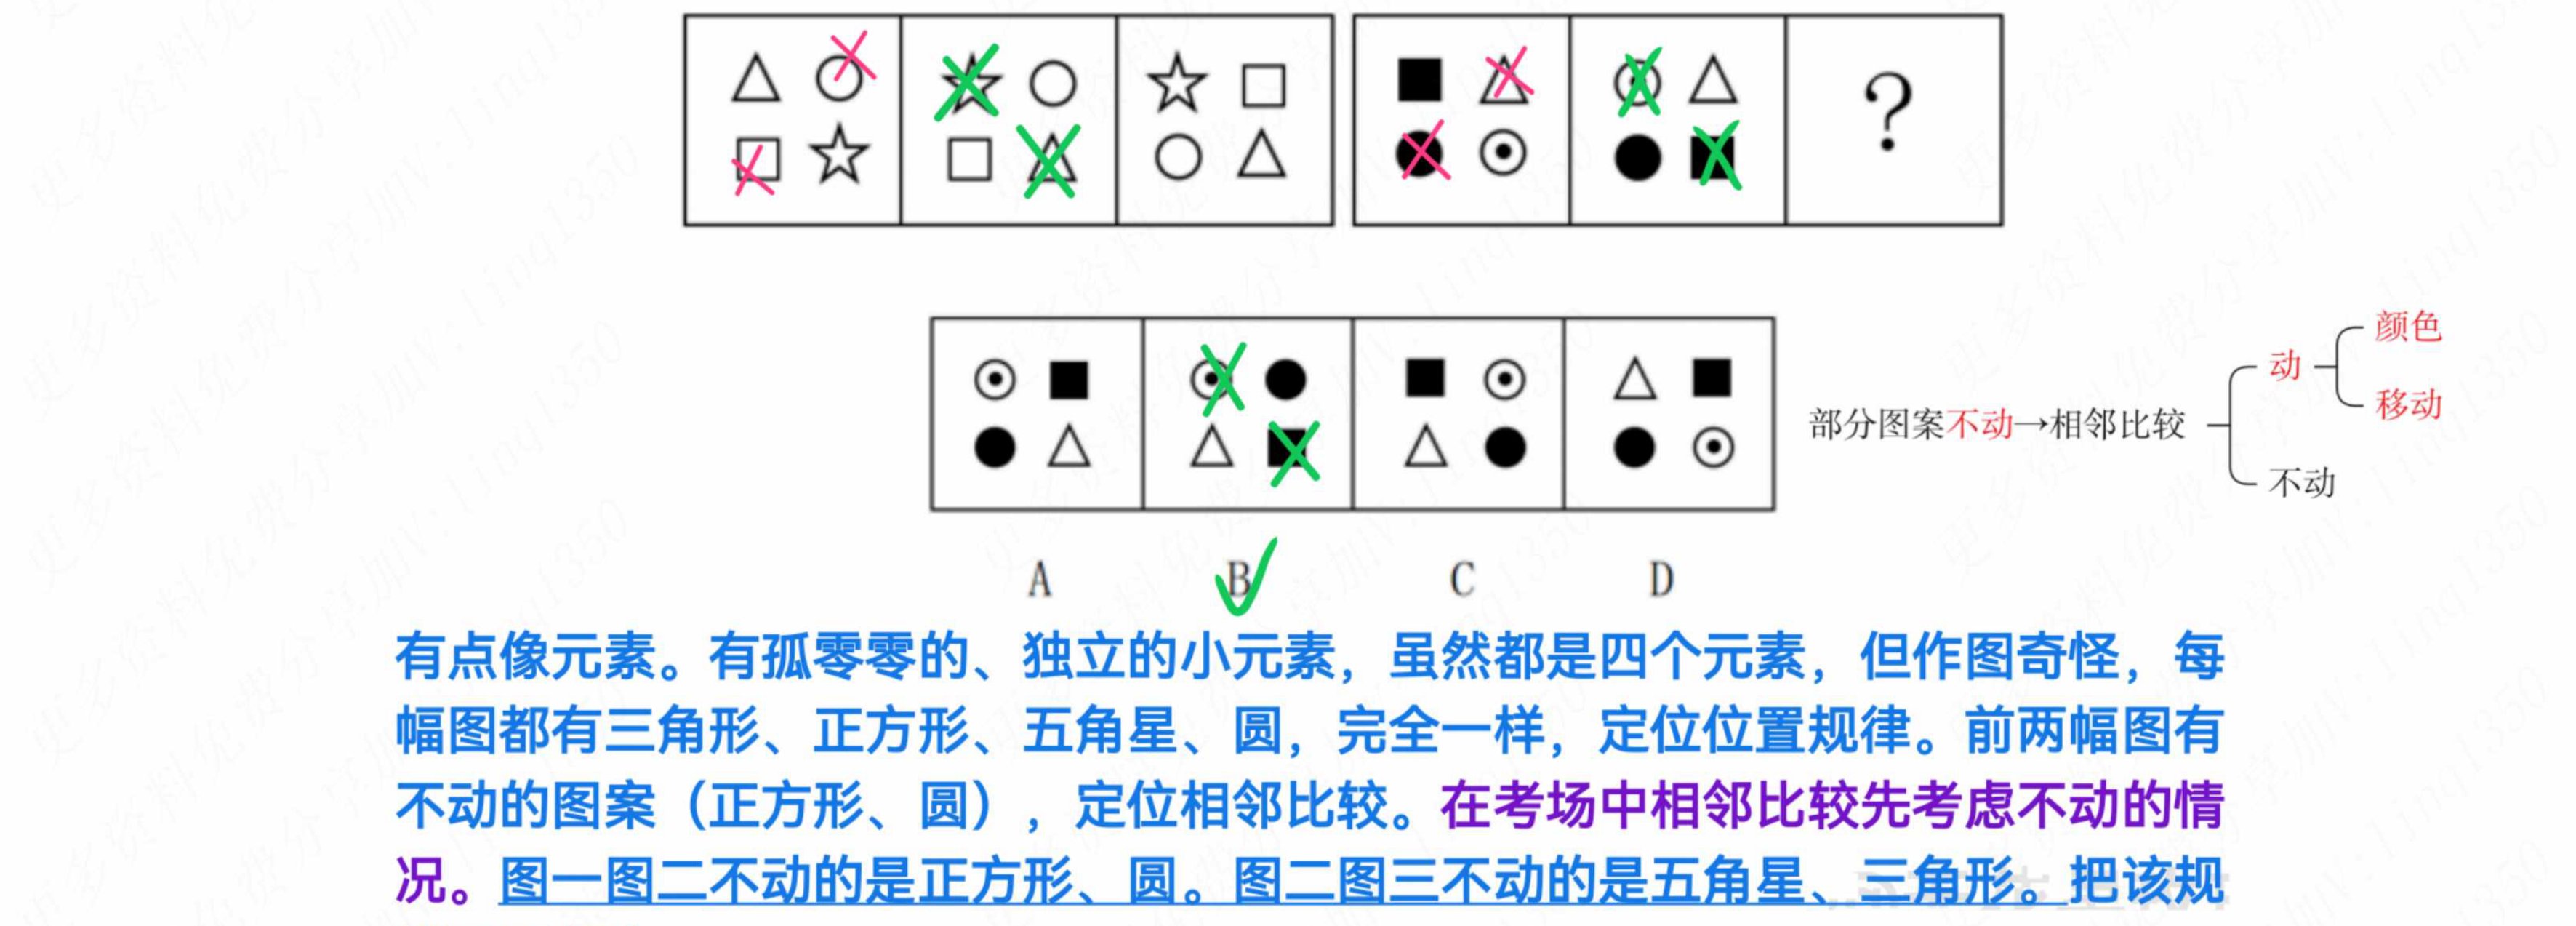 ?
颜色
动
移动
部分图案不动→相邻比较
不动
A B C D
有点像元素。有孤零零的、独立的小元素，虽然都是四个元素，但作图奇怪，每
幅图都有三角形、正方形、五角星、圆，完全一样，定位位置规律。前两幅图有
不动的图案（正方形、圆），定位相邻比较。在考场中相邻比较先考虑不动的情
况。图一图二不动的是正方形、圆。图二图三不动的是五角星、三角形。把该规